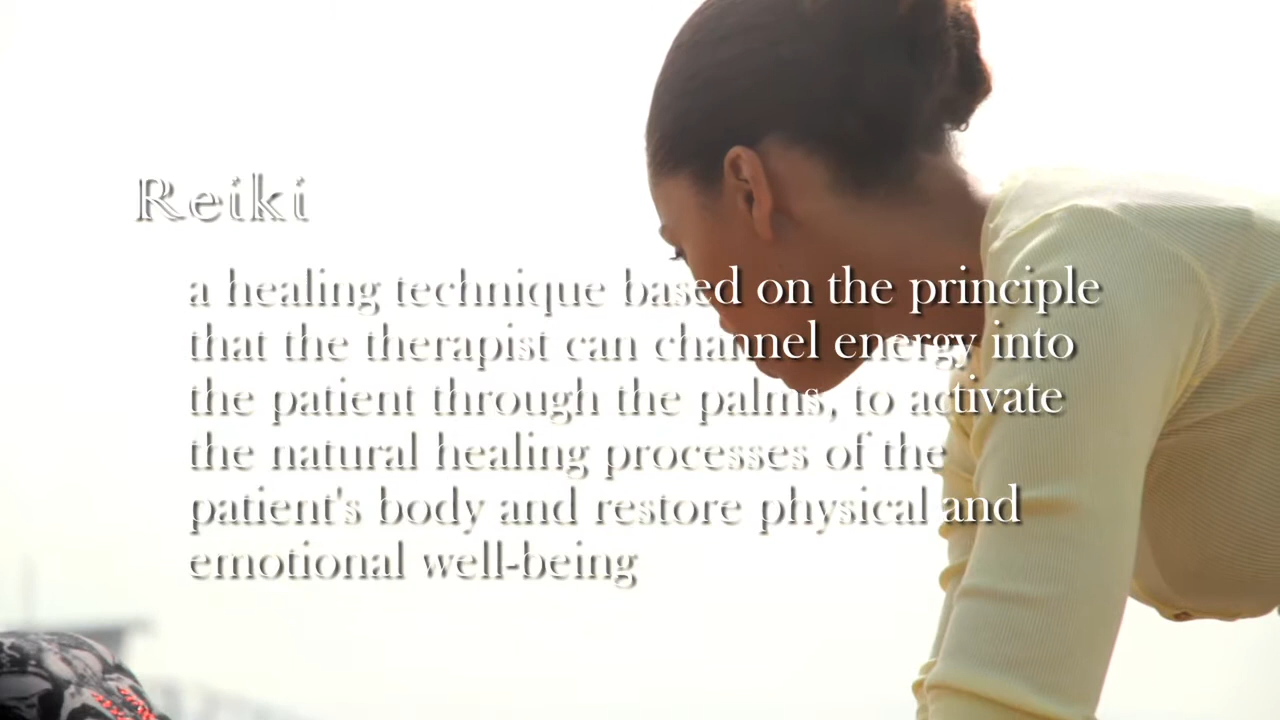 Reiki
a healing technique based on the principle
that the therapist can channel energy into
the patient through the palms, to activate
the natural healing processes of the
patient's body and restore physical and
emotional well-being